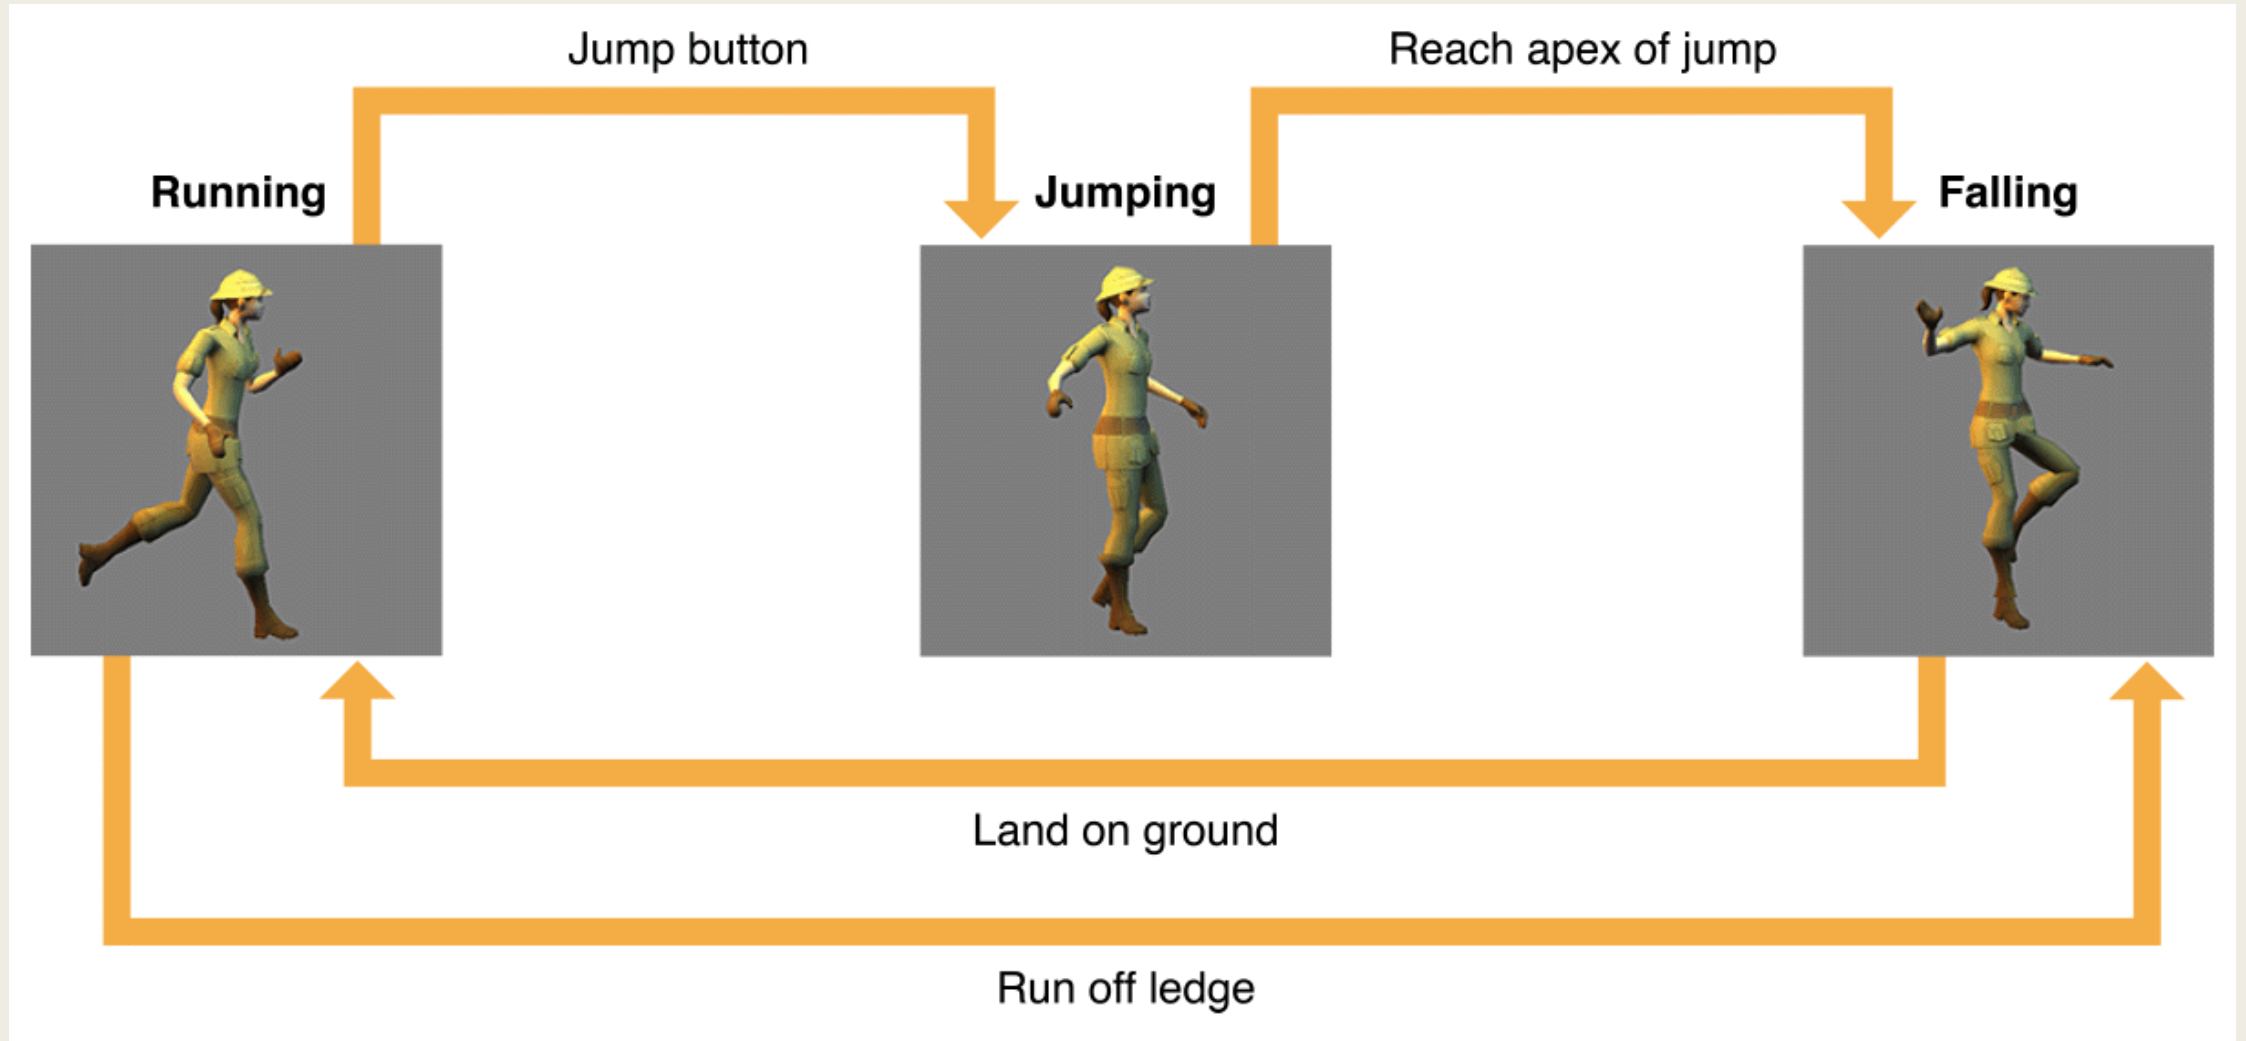 Jump button
Reach apex of jump
Running
Jumping
Falling
Land on ground
Run off ledge